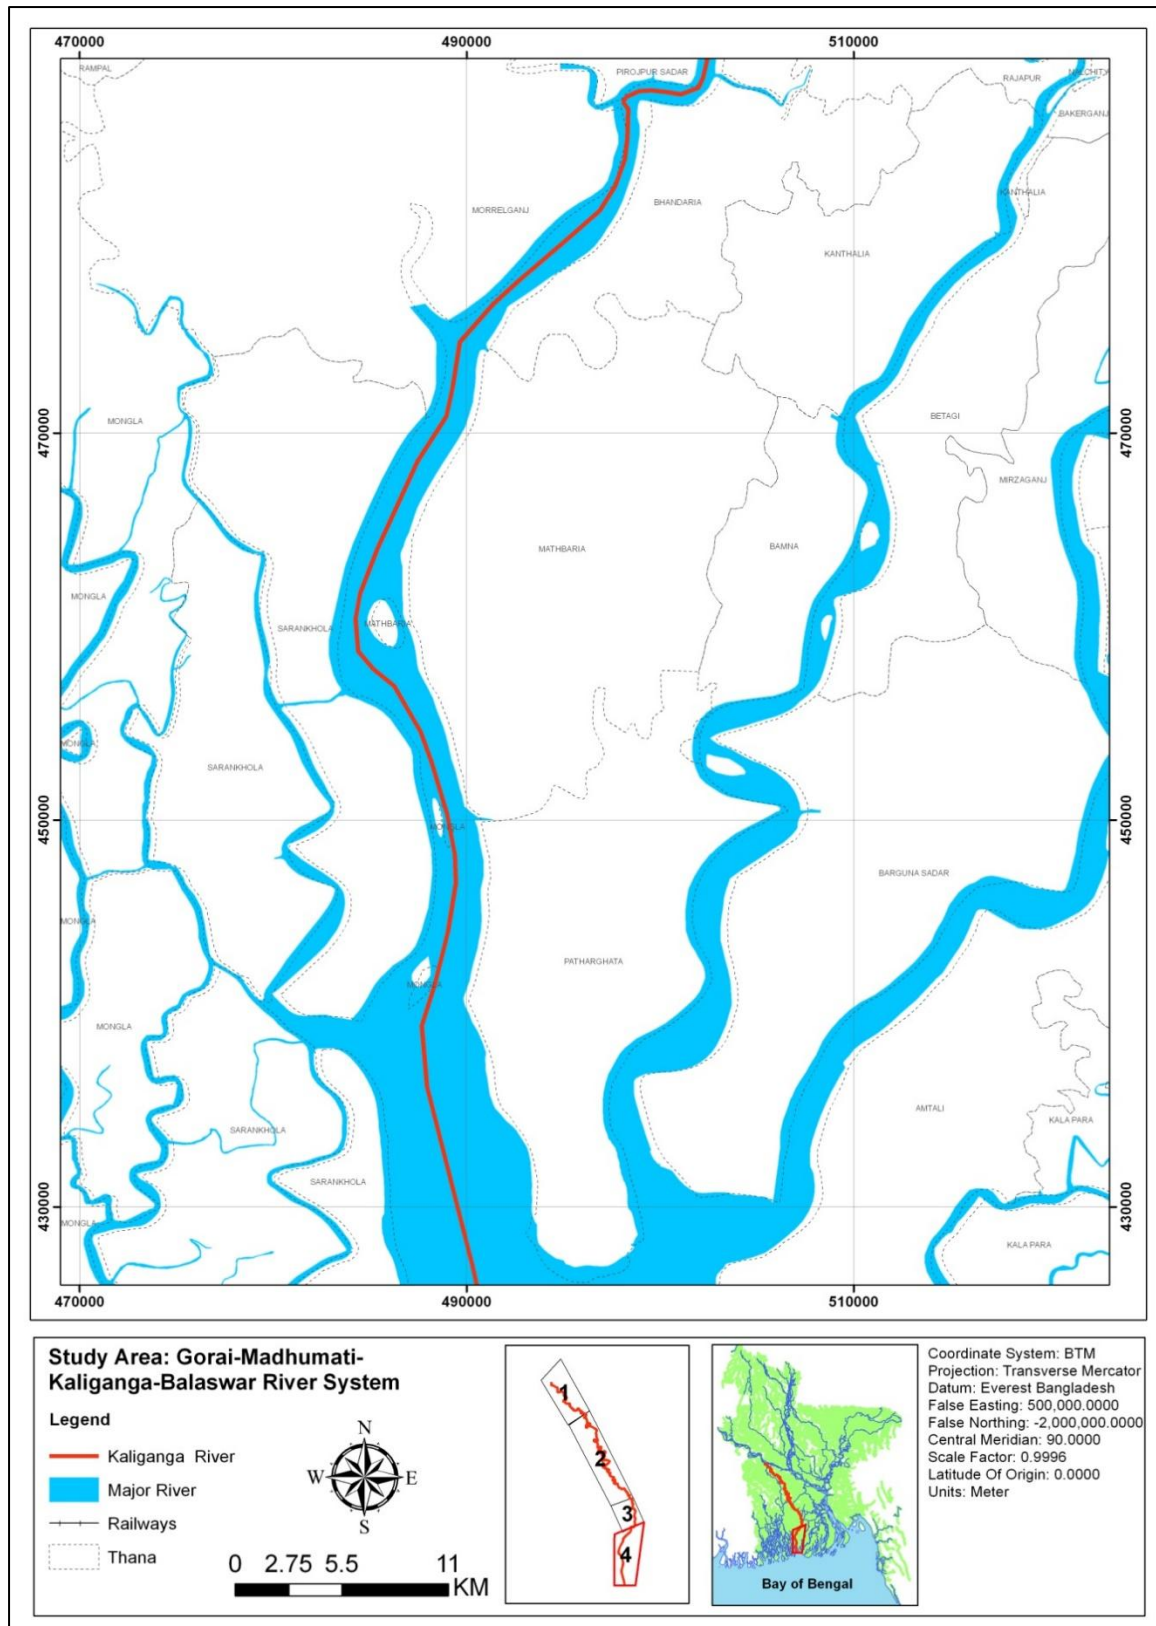 470000
490000
510000
RAMPAL
PIROJPUR SADAR
RAJAPUR
BAKERGANJ
KANTHALIA
MORRELGANJ
BHANDARIA
KANTHALIA
470000
MONGLA
BETAGI
470000
MIRZAGANJ
MATHBARIA
BAMNA
MONGLA
SARANKHOLA
MATHBARIA
MONGLA
SARANKHOLA
450000
MONGLA
450000
BARGUNA SADAR
MONGLA
PATHARGHATA
MONGLA
MONGLA
AMTALI
KALA PARA
SARANKHOLA
SARANKHOLA
430000
MONGLA
430000
KALA PARA
470000
490000
510000
Study Area: Gorai-Madhumati-
Kaliganga-Balaswar River System
Legend
Kaliganga River
Major River
Railways
Thana
N
W
E
S
0 2.75 5.5 11
KM
1
2
3
4
Bay of Bengal
Coordinate System: BTM
Projection: Transverse Mercator
Datum: Everest Bangladesh
False Easting: 500,000.0000
False Northing: -2,000,000.0000
Central Meridian: 90.0000
Scale Factor: 0.9996
Latitude Of Origin: 0.0000
Units: Meter